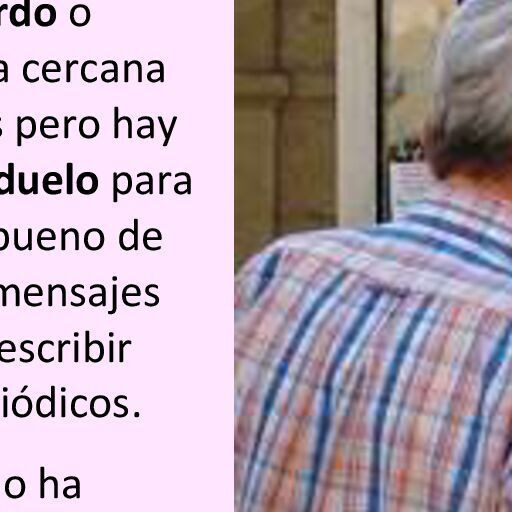 rdo o
a cercana
s pero hay
duelo para
bueno de
mensajes
escribir
iódicos.
o ha